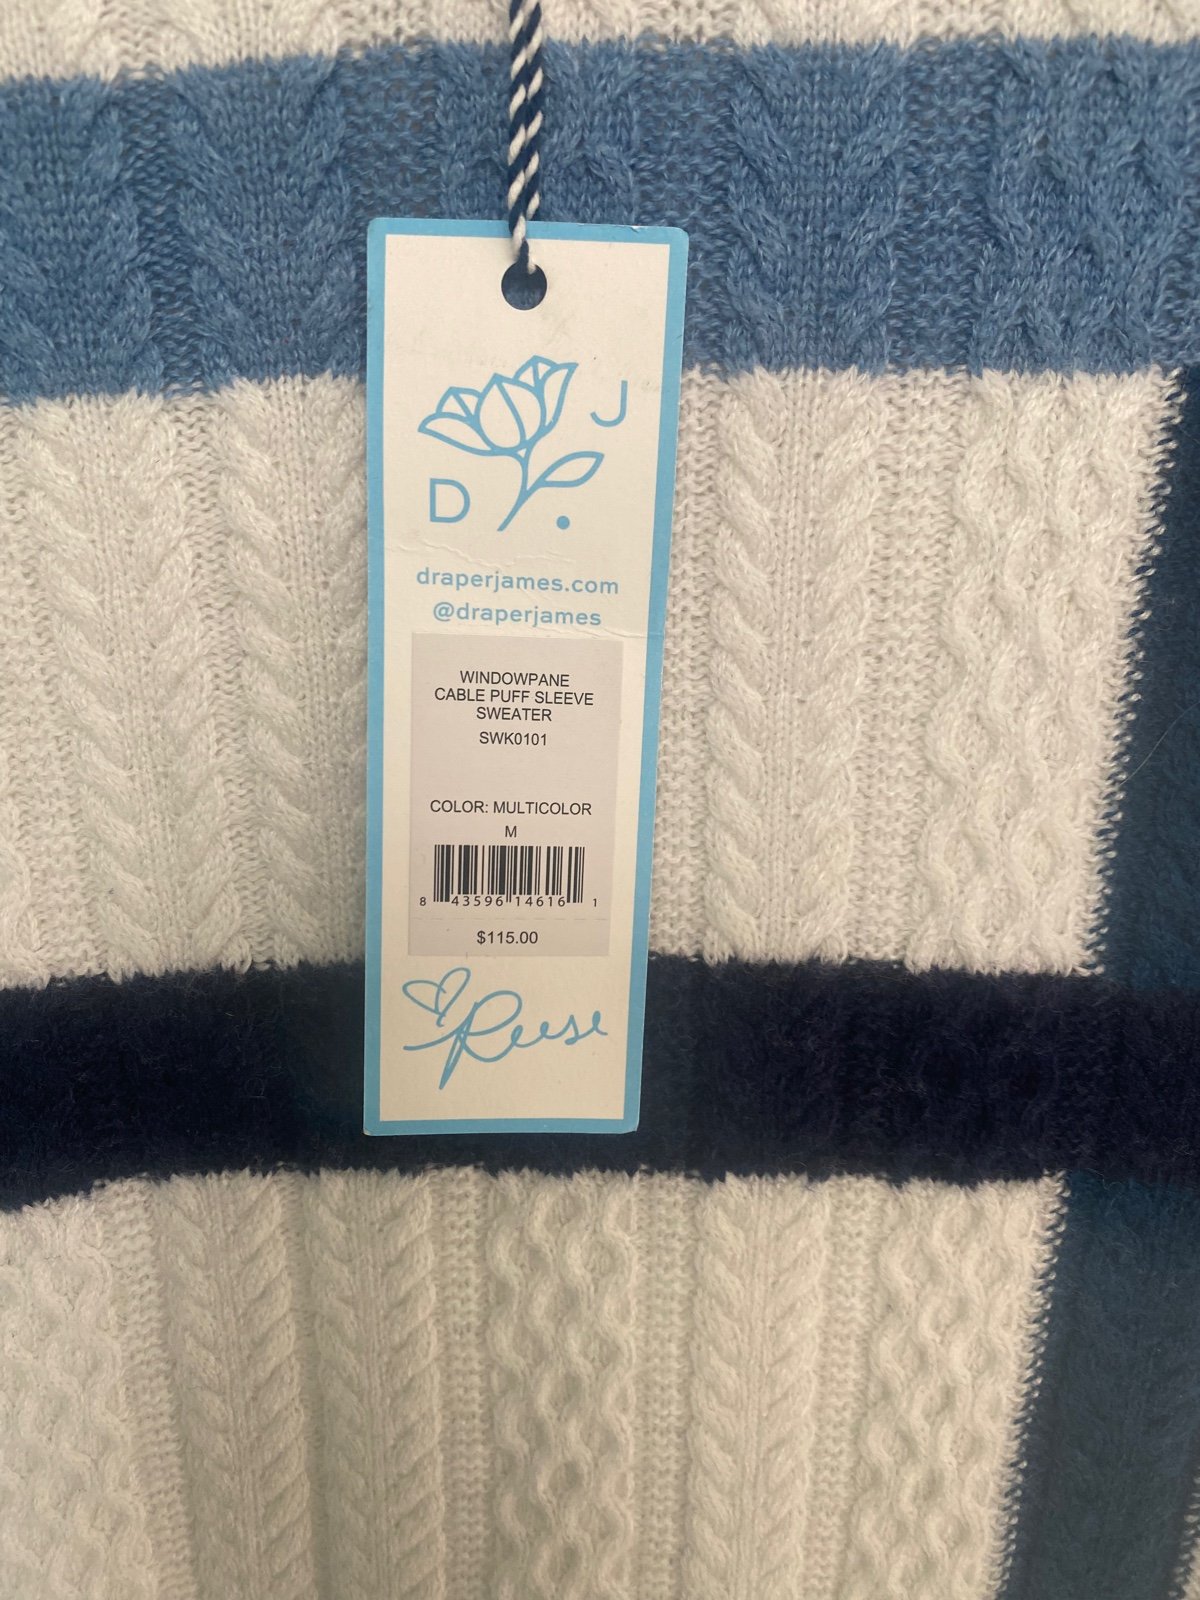 J
D
draperjames.com
@draperjames
WINDOWPANE
CABLE PUFF SLEEVE
SWEATER
SWK0101
COLOR: MULTICOLOR
M
8 43596 14616 1
$115.00
Reese